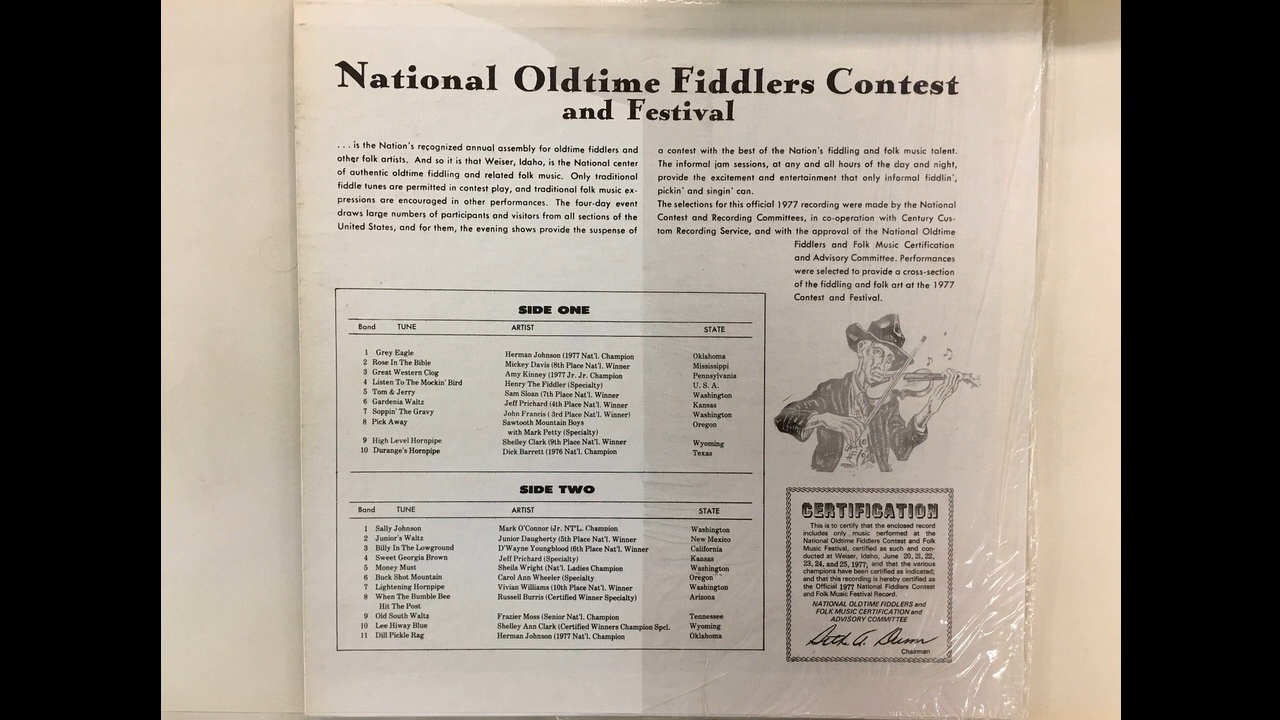 National Oldtime Fiddlers Contest
and Festival
. . . is the Nation's recognized annual assembly for oldtime fiddlers and
other folk artists. And so it is that Weiser, Idaho, is the National center
of authentic oldtime fiddling and related folk music. Only traditional
fiddle tunes are permitted in contest play, and traditional folk music ex-
pressions are encouraged in other performances. The four-day event
draws large numbers of participants and visitors from all sections of the
United States, and for them, the evening shows provide the suspense of
a contest with the best of the Nation's fiddling and folk music talent.
The informal jam sessions, at any and all hours of the day and night,
provide the excitement and entertainment that only informal fiddlin',
pickin' and singin' can.
The selections for this official 1977 recording were made by the National
Contest and Recording Committees, in co-operation with Century Cus-
tom Recording Service, and with the approval of the National Oldtime
Fiddlers and Folk Music Certification
and Advisory Committee. Performances
were selected to provide a cross-section
of the fiddling and folk art at the 1977
Contest and Festival.
SIDE ONE
Band TUNE ARTIST STATE
1 Grey Eagle Herman Johnson (1977 Nat'l. Champion Oklahoma
2 Rose In The Bible Mickey Davis (8th Place Nat'l. Winner Mississippi
3 Great Western Clog Amy Kinney (1977 Jr. Jr. Champion Pennsylvania
4 Listen To The Mockin' Bird Henry The Fiddler (Specialty) U. S. A.
5 Tom & Jerry Sam Sloan (7th Place Nat'l. Winner Washington
6 Gardenia Waltz Jeff Prichard (4th Place Nat'l. Winner Kansas
7 Soppin' The Gravy John Francis ( 3rd Place Nat'l. Winner) Washington
8 Pick Away Sawtooth Mountain Boys Oregon
with Mark Petty (Specialty)
9 High Level Hornpipe Shelley Clark (9th Place Nat'l. Winner Wyoming
10 Durange's Hornpipe Dick Barrett (1976 Nat'l. Champion Texas
SIDE TWO
Band TUNE ARTIST STATE
1 Sally Johnson Mark O'Connor (Jr. NT'L. Champion Washington
2 Junior's Waltz Junior Daugherty (5th Place Nat'l. Winner New Mexico
3 Billy In The Lowground D'Wayne Youngblood (6th Place Nat'l. Winner California
4 Sweet Georgia Brown Jeff Prichard (Specialty) Kansas
5 Money Must Sheila Wright (Nat'l. Ladies Champion Washington
6 Buck Shot Mountain Carol Ann Wheeler (Specialty Oregon
7 Lightening Hornpipe Vivian Williams (10th Place Nat'l. Winner Washington
8 When The Bumble Bee Russell Burris (Certified Winner Specialty) Arizona
Hit The Post
9 Old South Waltz Frazier Moss (Senior Nat'l. Champion Tennessee
10 Lee Hiway Blue Shelley Ann Clark (Certified Winners Champion Spcl. Wyoming
11 Dill Pickle Rag Herman Johnson (1977 Nat'l. Champion Oklahoma
CERTIFICATION
This is to certify that the enclosed record
includes only music performed at the
National Oldtime Fiddlers Contest and Folk
Music Festival, certified as such and con-
ducted at Weiser, Idaho, June 20, 21, 22,
23, 24, and 25, 1977; and that the various
champions have been certified as indicated;
and that this recording is hereby certified as
the Official 1977 National Fiddlers Contest
and Folk Music Festival Record.
NATIONAL OLDTIME FIDDLERS and
FOLK MUSIC CERTIFICATION and
ADVISORY COMMITTEE
Seth A. Dunn
Chairman